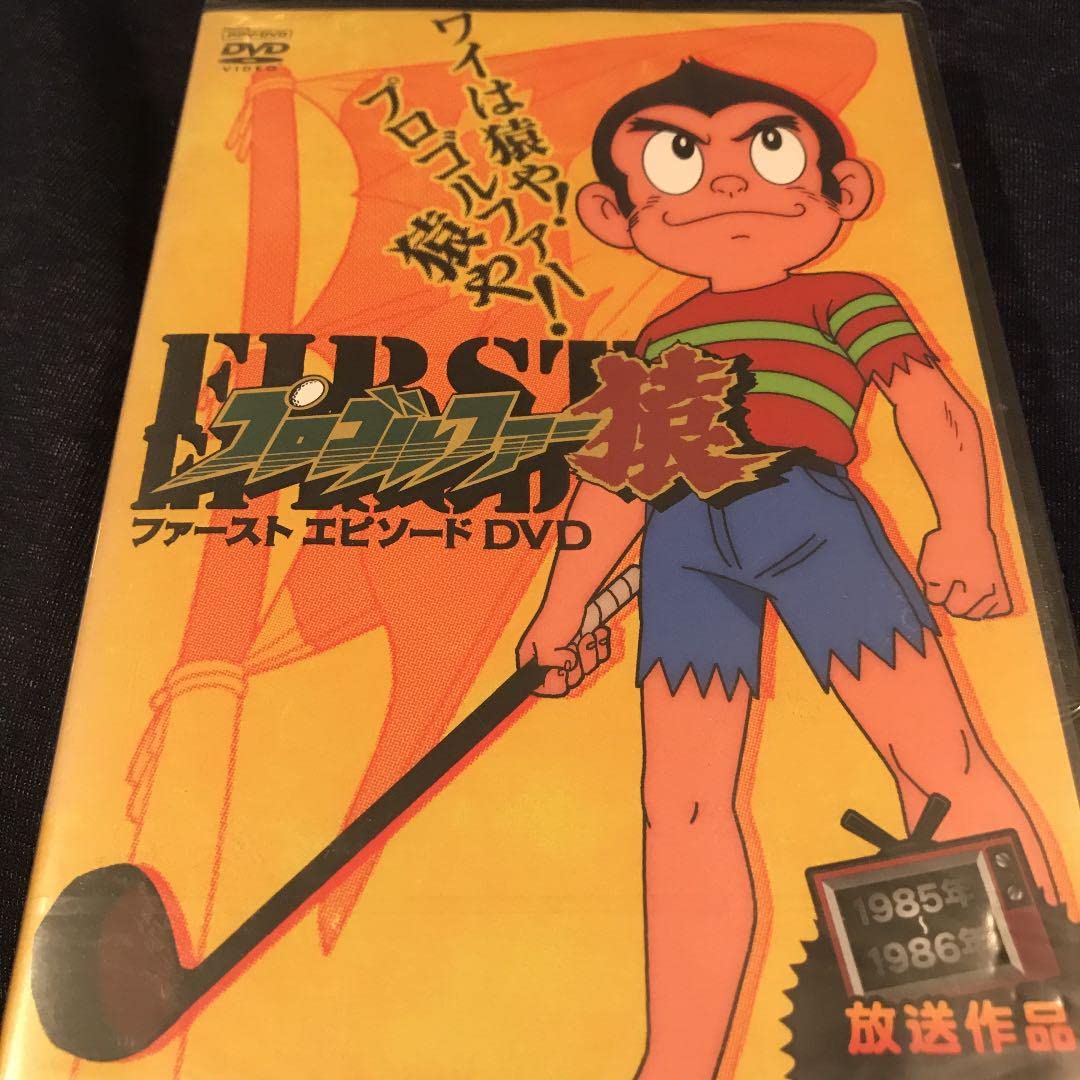 DVD
VIDEO
ワイは猿や!
プロゴルファー
猿や!
FIRST
プロゴルファー猿
ファースト エピソード DVD
1985年
~
1986年
放送作品